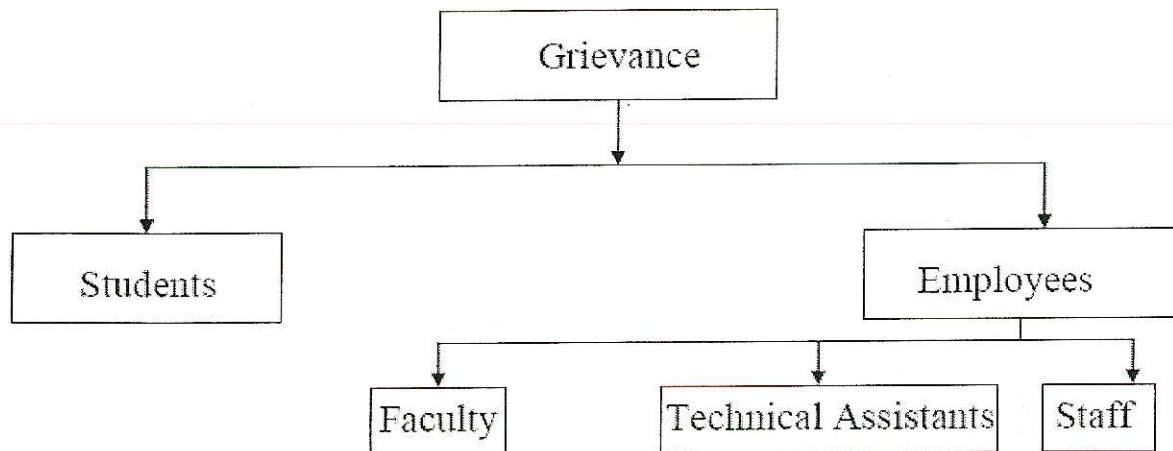 Grievance
Students
Employees
Faculty
Technical Assistants
Staff